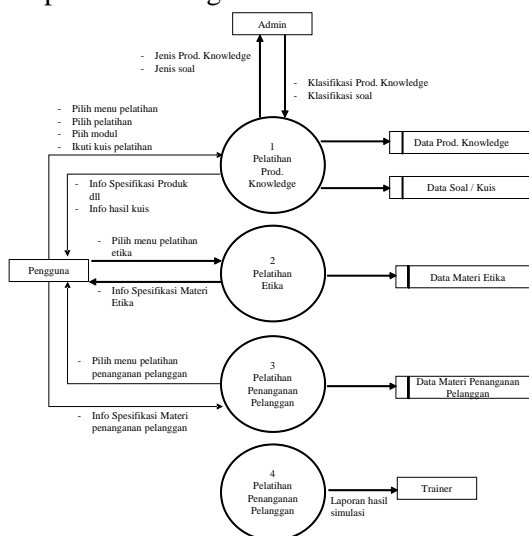 Admin
- Jenis Prod. Knowledge
- Jenis soal
- Klasifikasi Prod. Knowledge
- Klasifikasi soal
- Pilih menu pelatihan
- Pilih pelatihan
- Piih modul
- Ikuti kuis pelatihan
1
Pelatihan
Prod.
Knowledge
Data Prod. Knowledge
Data Soal / Kuis
- Info Spesifikasi Produk
dll
- Info hasil kuis
- Pilih menu pelatihan
etika
Pengguna
- Info Spesifikasi Materi
Etika
2
Pelatihan
Etika
Data Materi Etika
- Pilih menu pelatihan
penanganan pelanggan
3
Pelatihan
Penanganan
Pelanggan
Data Materi Penanganan
Pelanggan
- Info Spesifikasi Materi
penanganan pelanggan
4
Pelatihan
Penanganan
Pelanggan
Laporan hasil
simulasi
Trainer